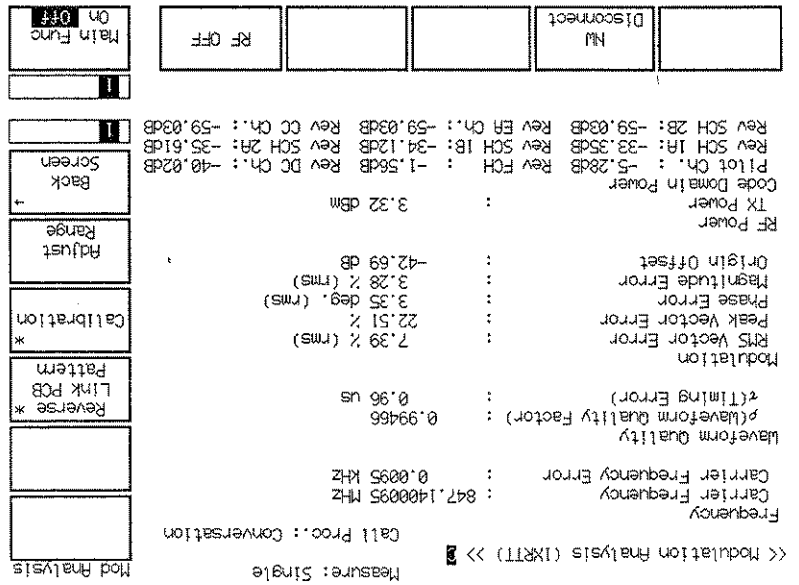 Measure: Single
<< Modulation Analysis (1XRTT) >>
Call Proc.: Conversation
Frequency
Carrier Frequency : 847.1400095 MHz
Carrier Frequency Error : 0.0095 kHz
Waveform Quality
ρ(Waveform Quality Factor) : 0.99466
τ(Timing Error) : 0.96 us
Modulation
RMS Vector Error : 7.39 % (rms)
Peak Vector Error : 22.51 %
Phase Error : 3.35 deg. (rms)
Magnitude Error : 3.28 % (rms)
Origin Offset : -42.69 dB
RF Power
TX Power : 3.32 dBm
Code Domain Power
Pilot Ch. : -5.28dB Rev FCH : -1.56dB Rev DC Ch.: -40.02dB
Rev SCH 1A: -33.35dB Rev SCH 1B: -34.12dB Rev SCH 2A: -35.61dB
Rev SCH 2B: -59.03dB Rev EA Ch.: -59.03dB Rev CC Ch.: -59.03dB
NW
Disconnect
RF OFF
Mod Analysis
Reverse *
Link PCB
Pattern
*
Calibration
Adjust
Range
→
Back
Screen
1
1
Main Func
On Off